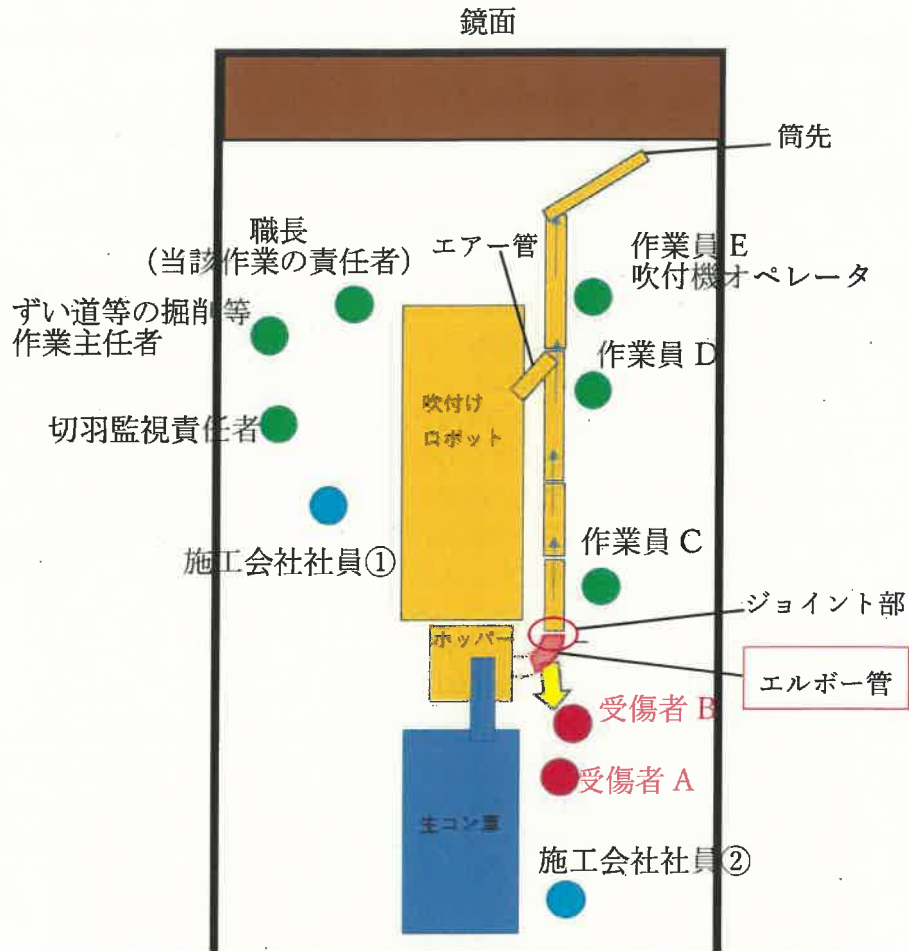 鏡面
筒先
職長
(当該作業の責任者)
エアー管
作業員 E
吹付機オペレータ
ずい道等の掘削等
作業主任者
作業員 D
吹付け
ロボット
切羽監視責任者
施工会社社員①
作業員 C
ジョイント部
ホッパー
エルボー管
受傷者 B
受傷者 A
生コン車
施工会社社員②